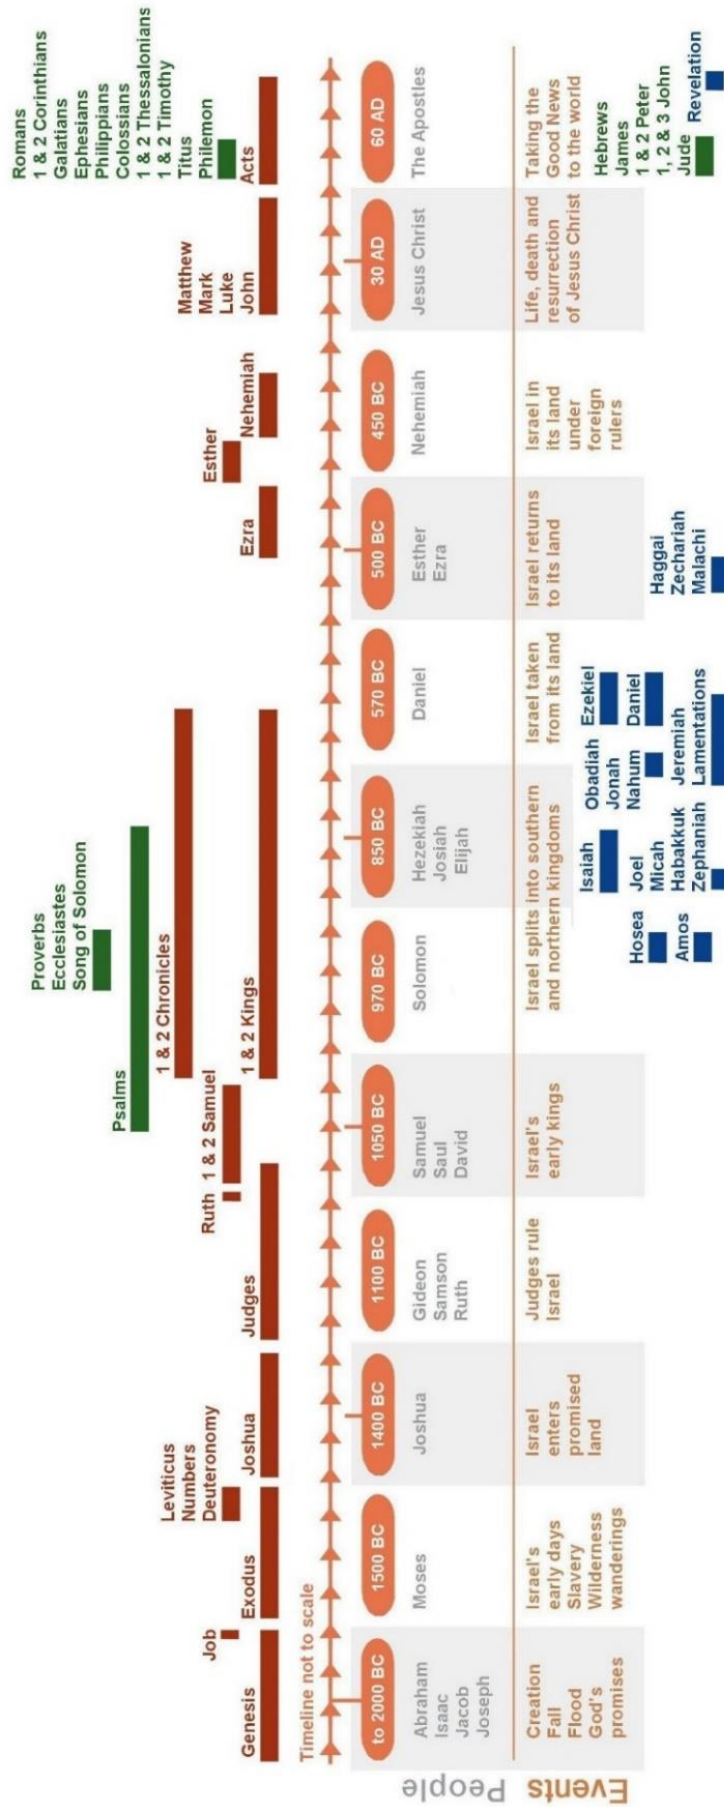 Proverbs
Ecclesiastes
Song of Solomon
Psalms
1 & 2 Chronicles
Leviticus
Numbers
Deuteronomy
Job
Ruth
1 & 2 Samuel
Genesis
Exodus
Joshua
Judges
1 & 2 Kings
Ezra
Esther
Nehemiah
Matthew
Mark
Luke
John
Romans
1 & 2 Corinthians
Galatians
Ephesians
Philippians
Colossians
1 & 2 Thessalonians
1 & 2 Timothy
Titus
Philemon
Acts
Timeline not to scale
to 2000 BC
1500 BC
1400 BC
1100 BC
1050 BC
970 BC
850 BC
570 BC
500 BC
450 BC
30 AD
60 AD
People
Abraham
Isaac
Jacob
Joseph
Moses
Joshua
Gideon
Samson
Ruth
Samuel
Saul
David
Solomon
Hezekiah
Josiah
Elijah
Daniel
Esther
Ezra
Nehemiah
Jesus Christ
The Apostles
Events
Creation
Fall
Flood
God's
promises
Israel's
early days
Slavery
Wilderness
wanderings
Israel
enters
promised
land
Judges rule
Israel
Israel's
early kings
Israel splits into southern
and northern kingdoms
Israel taken
from its land
Israel returns
to its land
Israel in
its land
under
foreign
rulers
Life, death and
resurrection
of Jesus Christ
Taking the
Good News
to the world
Hosea
Amos
Isaiah
Joel
Micah
Habakkuk
Zephaniah
Obadiah
Jonah
Nahum
Jeremiah
Lamentations
Ezekiel
Daniel
Haggai
Zechariah
Malachi
Hebrews
James
1 & 2 Peter
1, 2 & 3 John
Jude
Revelation